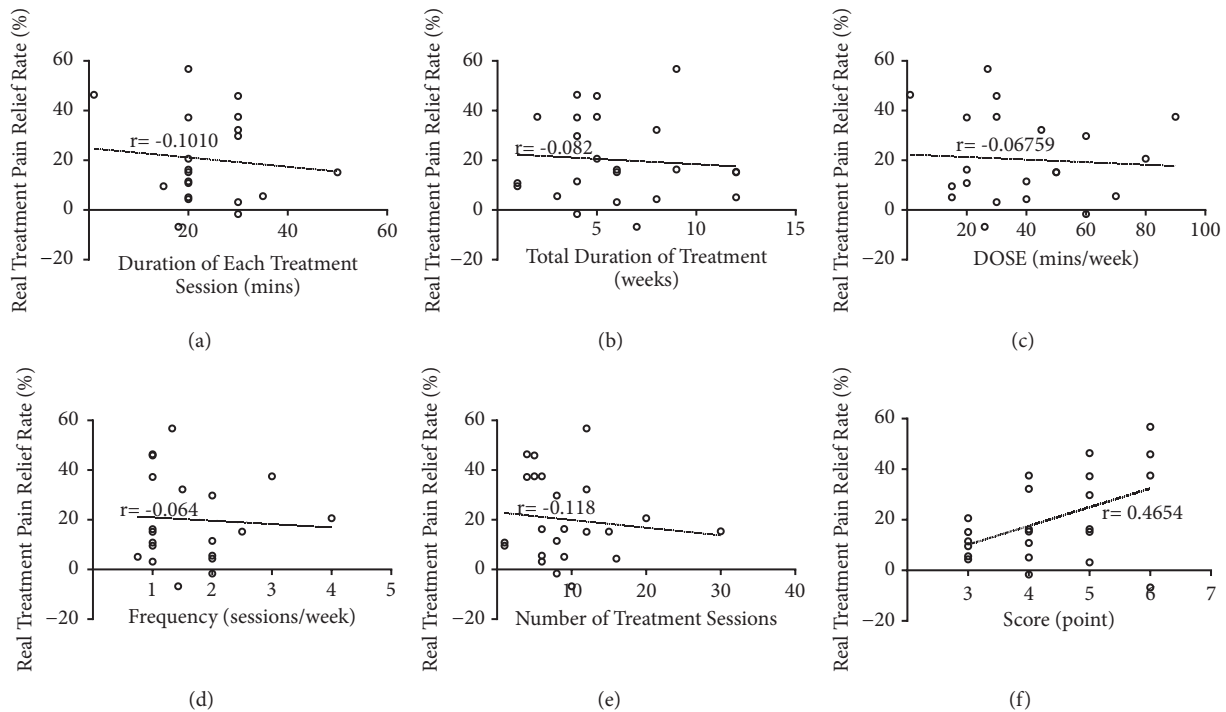 Real Treatment Pain Relief Rate (%)
60
40
20
0
−20
r= -0.1010
20
40
60
Duration of Each Treatment
Session (mins)
(a)
Real Treatment Pain Relief Rate (%)
60
40
20
0
−20
r= -0.082
5
10
15
Total Duration of Treatment
(weeks)
(b)
Real Treatment Pain Relief Rate (%)
60
40
20
0
−20
r= -0.06759
20
40
60
80
100
DOSE (mins/week)
(c)
Real Treatment Pain Relief Rate (%)
60
40
20
0
−20
r= -0.064
1
2
3
4
5
Frequency (sessions/week)
(d)
Real Treatment Pain Relief Rate (%)
60
40
20
0
−20
r= -0.118
10
20
30
40
Number of Treatment Sessions
(e)
Real Treatment Pain Relief Rate (%)
60
40
20
0
−20
r= 0.4654
3
4
5
6
7
Score (point)
(f)